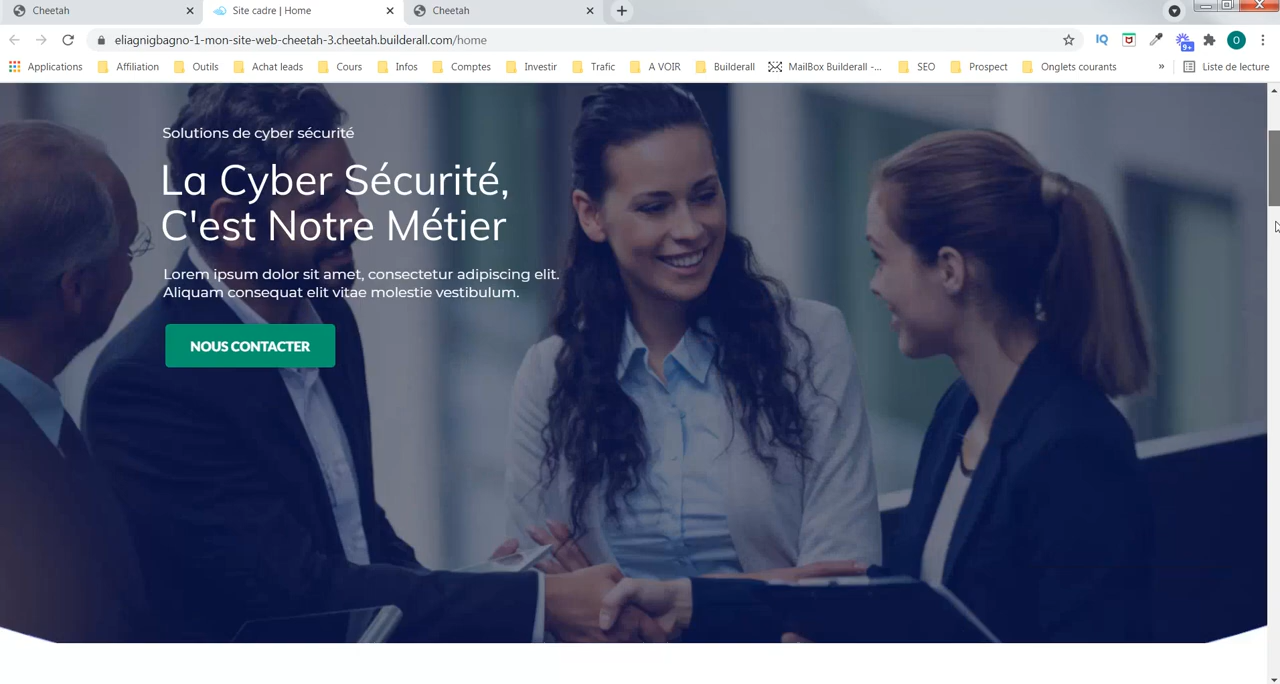 Cheetah
Site cadre | Home
Cheetah
eliagnigbagno-1-mon-site-web-cheetah-3.cheetah.builderall.com/home
IQ
9+
O
Applications
Affiliation
Outils
Achat leads
Cours
Infos
Comptes
Investir
Trafic
A VOIR
Builderall
MailBox Builderall -...
SEO
Prospect
Onglets courants
»
Liste de lecture
Solutions de cyber sécurité
La Cyber Sécurité,
C'est Notre Métier
Lorem ipsum dolor sit amet, consectetur adipiscing elit.
Aliquam consequat elit vitae molestie vestibulum.
NOUS CONTACTER